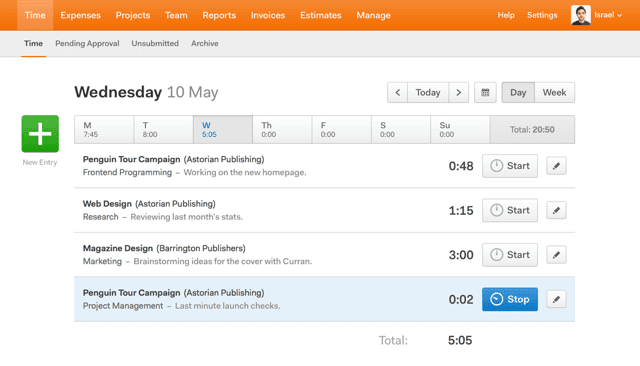 Time Expenses Projects Team Reports Invoices Estimates Manage Help Settings Israel
Time Pending Approval Unsubmitted Archive
Wednesday 10 May Today Day Week
New Entry
M T W Th F S Su
7:45 8:00 5:05 0:00 0:00 0:00 0:00 Total: 20:50
Penguin Tour Campaign (Astorian Publishing)
Frontend Programming – Working on the new homepage.
0:48 Start
Web Design (Astorian Publishing)
Research – Reviewing last month's stats.
1:15 Start
Magazine Design (Barrington Publishers)
Marketing – Brainstorming ideas for the cover with Curran.
3:00 Start
Penguin Tour Campaign (Astorian Publishing)
Project Management – Last minute launch checks.
0:02 Stop
Total: 5:05